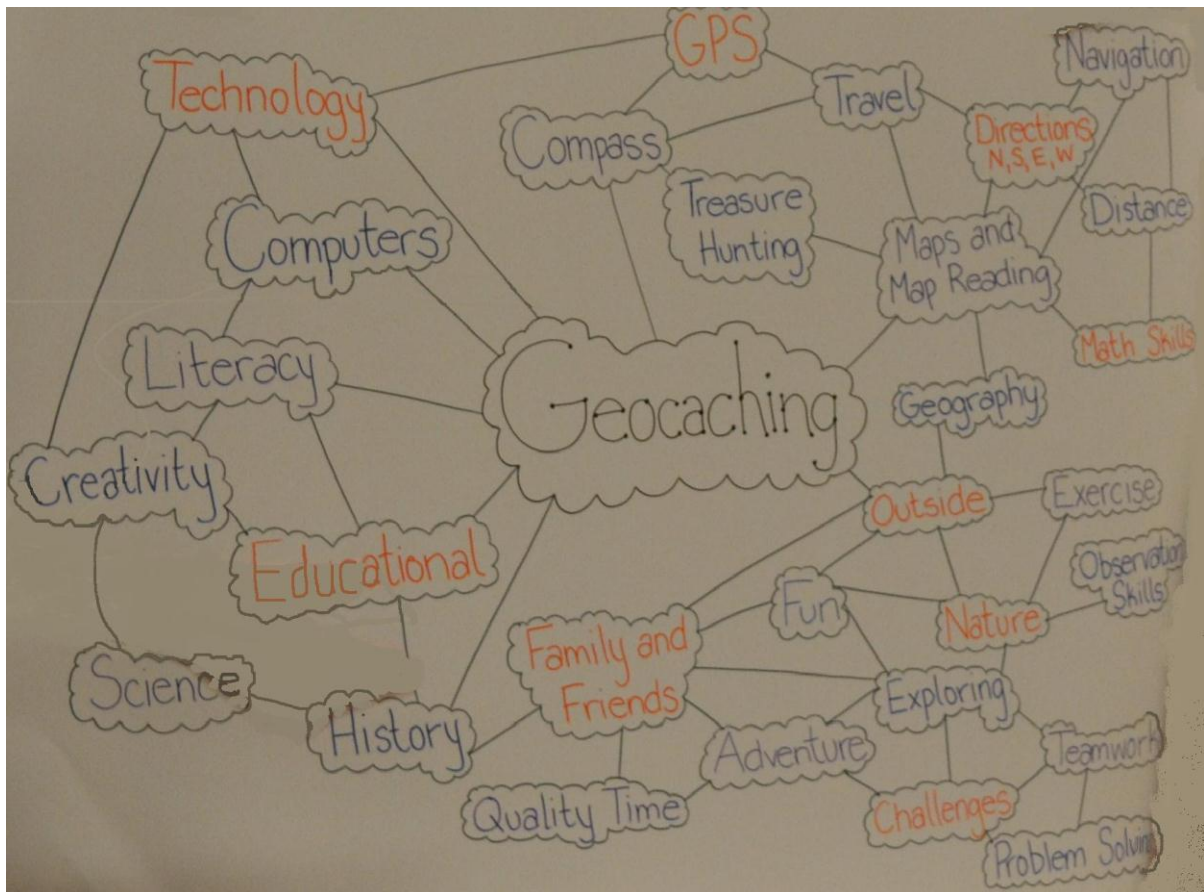 GPS
Navigation
Technology
Travel
Directions
N, S, E, W
Compass
Treasure
Hunting
Distance
Computers
Maps and
Map Reading
Literacy
Math Skills
Geocaching
Geography
Creativity
Exercise
Outside
Educational
Observation
Skills
Fun
Nature
Family and
Friends
Science
Exploring
History
Adventure
Teamwork
Quality Time
Challenges
Problem Solvin